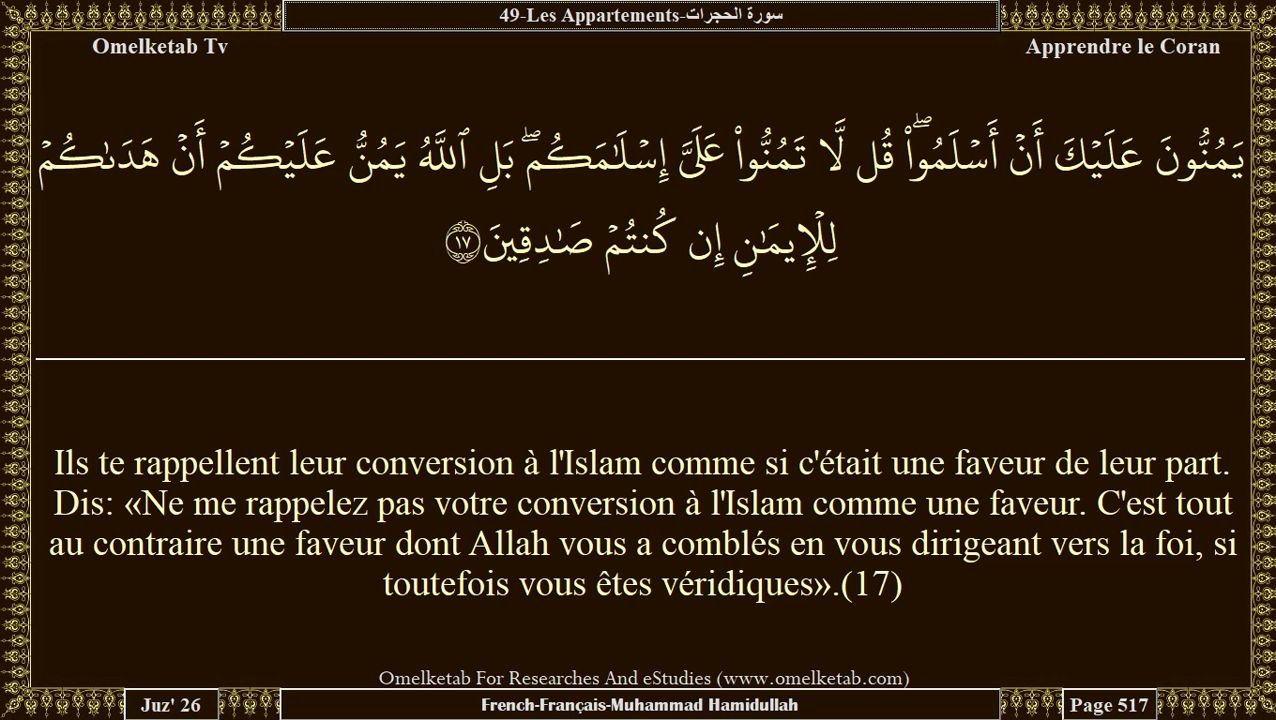 49-Les Appartements-سورة الحجرات
Omelketab Tv
Apprendre le Coran
يَمُنُّونَ عَلَيۡكَ أَنۡ أَسۡلَمُواْۖ قُل لَّا تَمُنُّواْ عَلَيَّ إِسۡلَٰمَكُمۖ بَلِ ٱللَّهُ يَمُنُّ عَلَيۡكُمۡ أَنۡ هَدَىٰكُمۡ
لِلۡإِيمَٰنِ إِن كُنتُمۡ صَٰدِقِينَ ١٧
Ils te rappellent leur conversion à l'Islam comme si c'était une faveur de leur part.
Dis: «Ne me rappelez pas votre conversion à l'Islam comme une faveur. C'est tout
au contraire une faveur dont Allah vous a comblés en vous dirigeant vers la foi, si
toutefois vous êtes véridiques».(17)
Omelketab For Researches And eStudies (www.omelketab.com)
Juz' 26
French-Français-Muhammad Hamidullah
Page 517